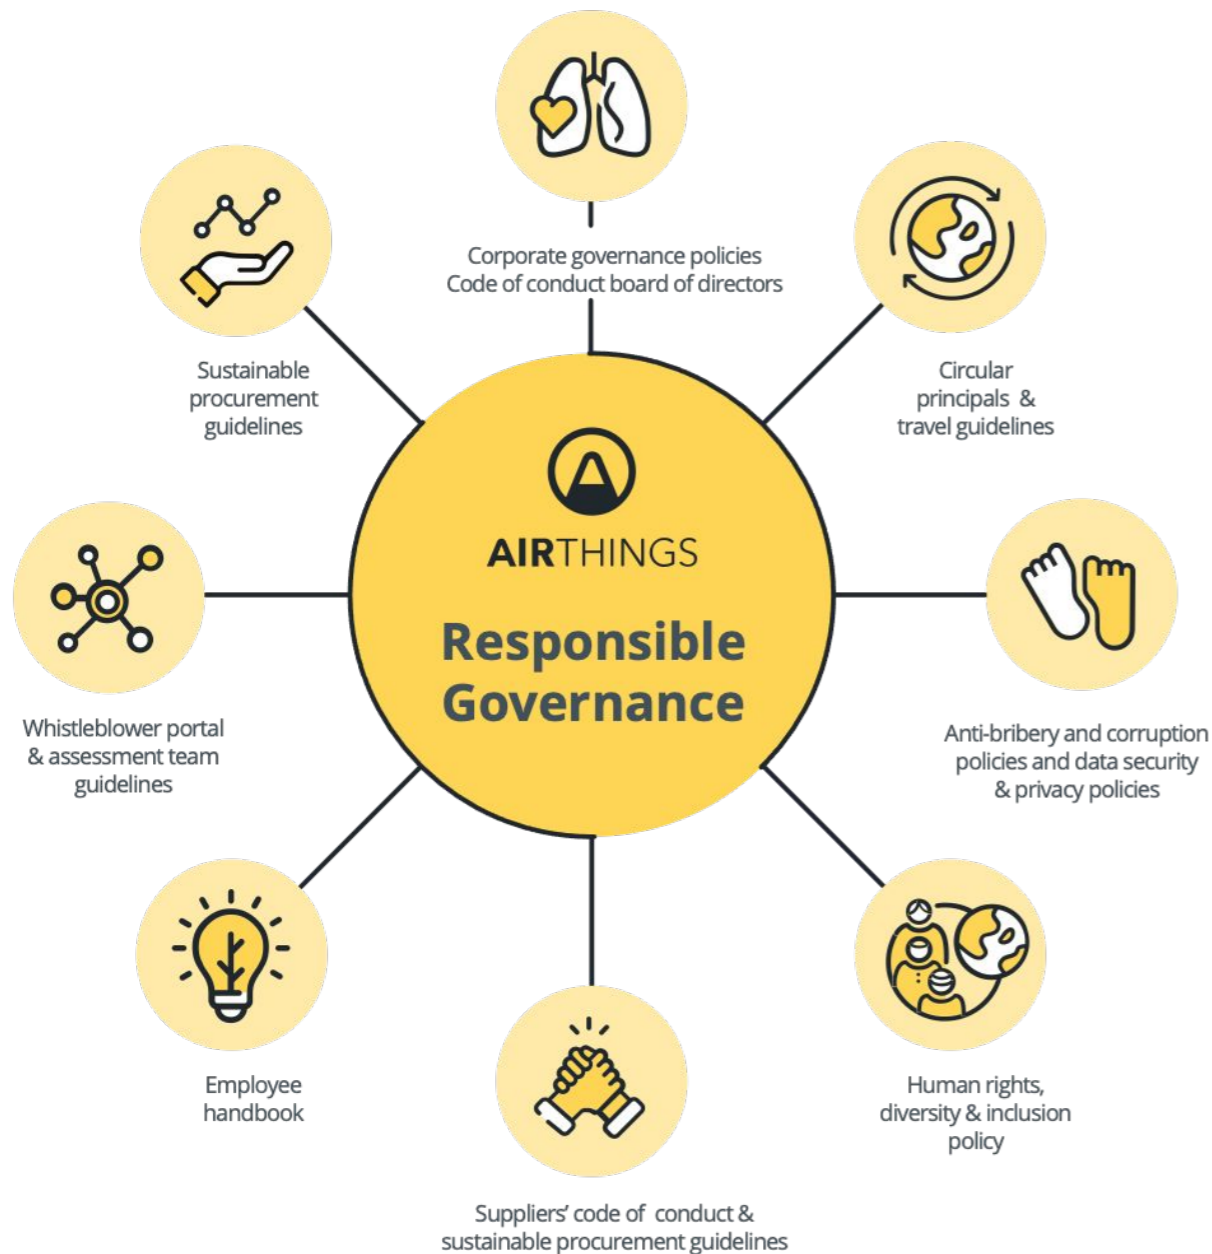 Corporate governance policies
Code of conduct board of directors
Circular
principals &
travel guidelines
Anti-bribery and corruption
policies and data security
& privacy policies
Human rights,
diversity & inclusion
policy
Suppliers' code of conduct &
sustainable procurement guidelines
Employee
handbook
Whistleblower portal
& assessment team
guidelines
Sustainable
procurement
guidelines
AIRTHINGS
Responsible
Governance